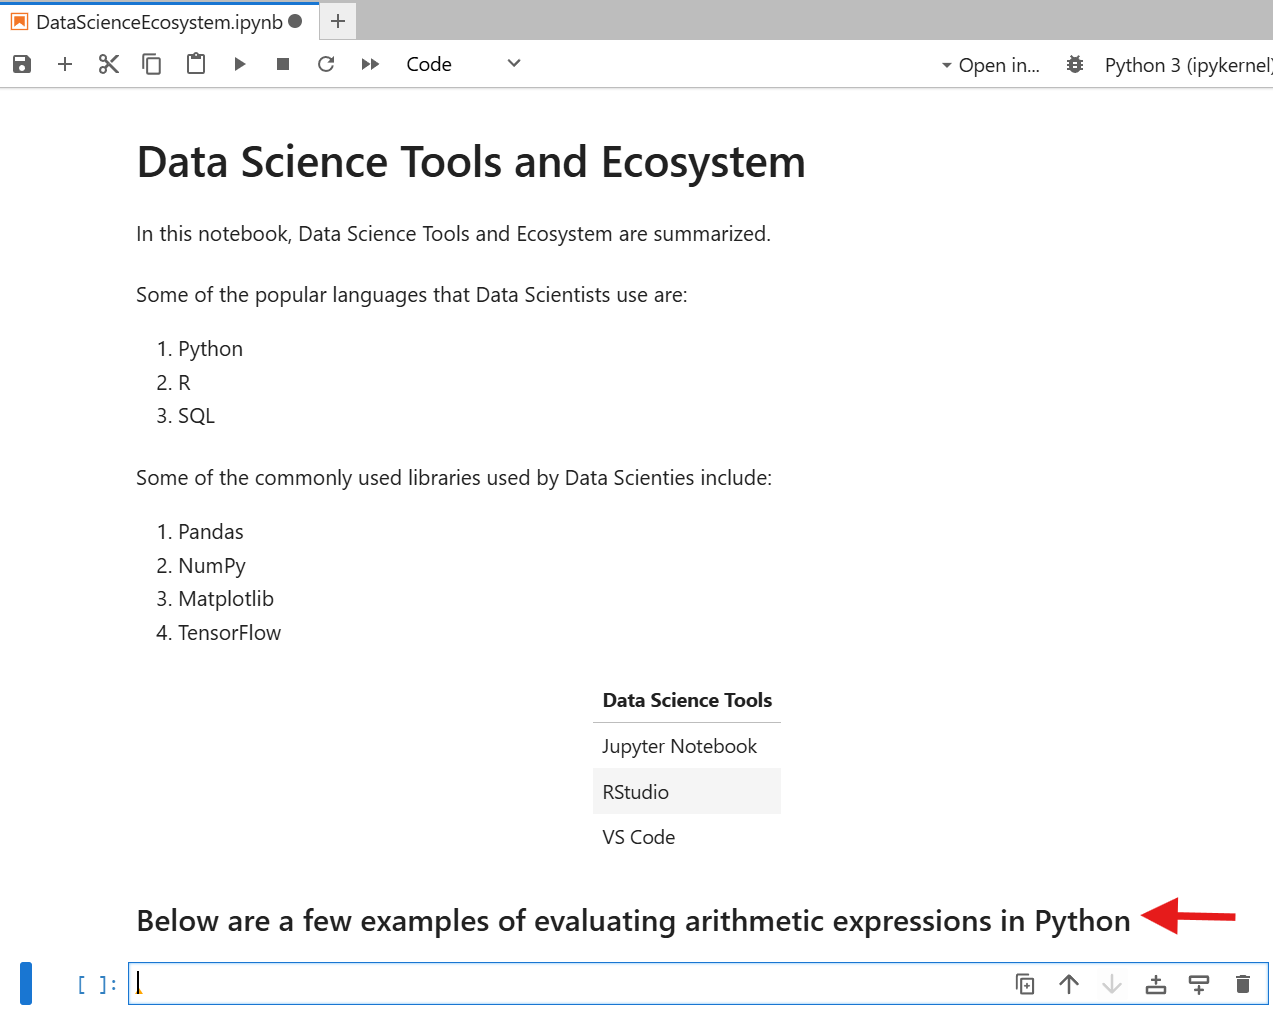 DataScienceEcosystem.ipynb
Code
Open in...
Python 3 (ipykernel)
Data Science Tools and Ecosystem
In this notebook, Data Science Tools and Ecosystem are summarized.
Some of the popular languages that Data Scientists use are:
1. Python
2. R
3. SQL
Some of the commonly used libraries used by Data Scienties include:
1. Pandas
2. NumPy
3. Matplotlib
4. TensorFlow
Data Science Tools
Jupyter Notebook
RStudio
VS Code
Below are a few examples of evaluating arithmetic expressions in Python
[ ]: